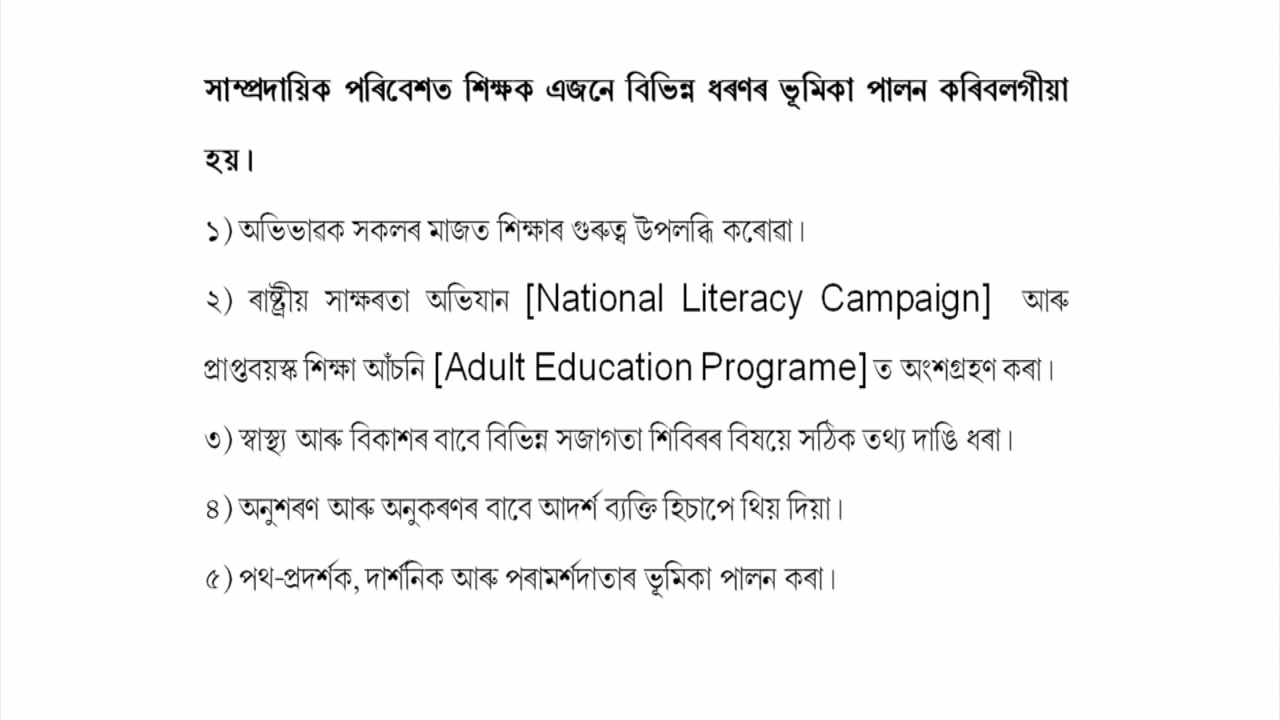 সাম্প্ৰদায়িক পৰিবেশত শিক্ষক এজনে বিভিন্ন ধৰণৰ ভূমিকা পালন কৰিবলগীয়া
হয়।
১) অভিভাৱক সকলৰ মাজত শিক্ষাৰ গুৰুত্ব উপলব্ধি কৰোৱা।
২) ৰাষ্ট্ৰীয় সাক্ষৰতা অভিযান [National Literacy Campaign] আৰু
প্ৰাপ্তবয়স্ক শিক্ষা আঁচনি [Adult Education Programe] ত অংশগ্ৰহণ কৰা।
৩) স্বাস্থ্য আৰু বিকাশৰ বাবে বিভিন্ন সজাগতা শিবিৰৰ বিষয়ে সঠিক তথ্য দাঙি ধৰা।
৪) অনুশৰণ আৰু অনুকৰণৰ বাবে আদৰ্শ ব্যক্তি হিচাপে থিয় দিয়া।
৫) পথ-প্ৰদৰ্শক, দাৰ্শনিক আৰু পৰামৰ্শদাতাৰ ভূমিকা পালন কৰা।